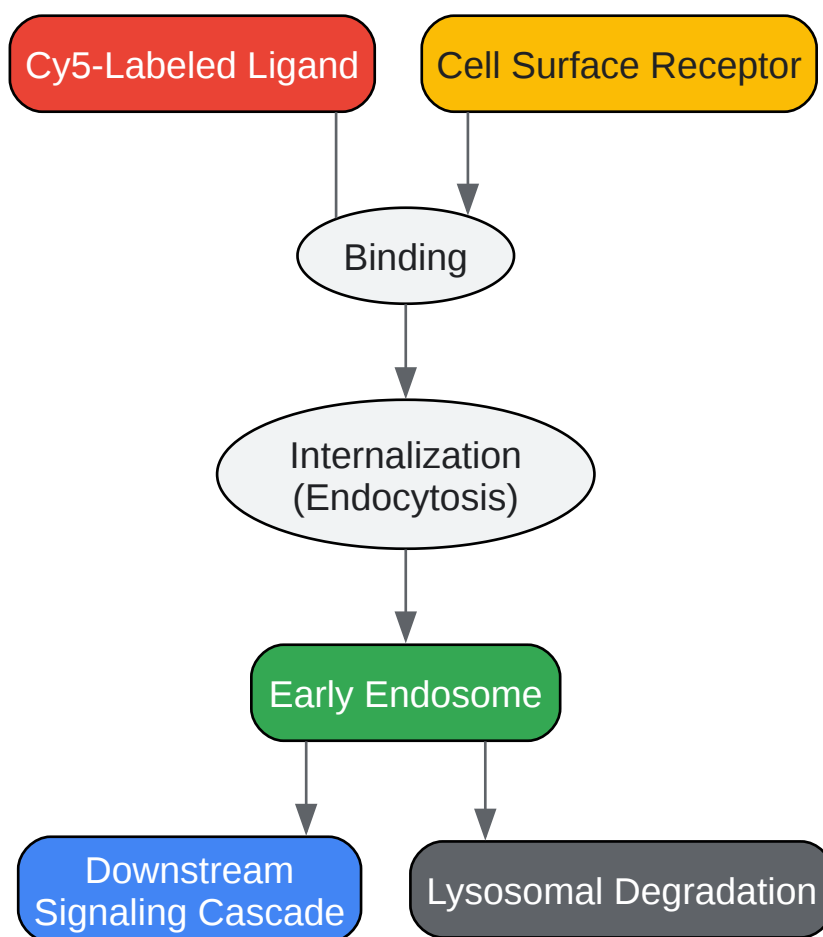 Cy5-Labeled Ligand
Cell Surface Receptor
Binding
Internalization
(Endocytosis)
Early Endosome
Downstream
Signaling Cascade
Lysosomal Degradation